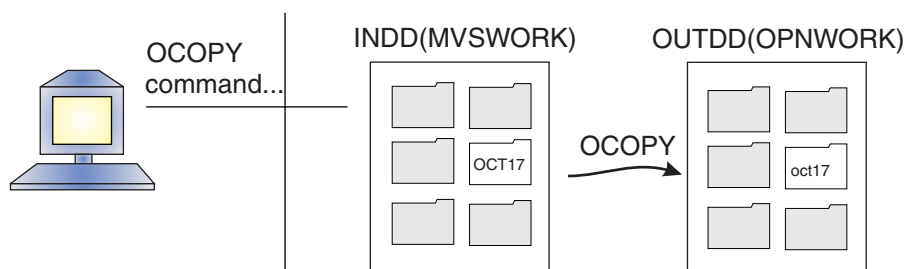 OCOPY
command...
INDD(MVSWORK)
OUTDD(OPNWORK)
OCT17
OCOPY
oct17